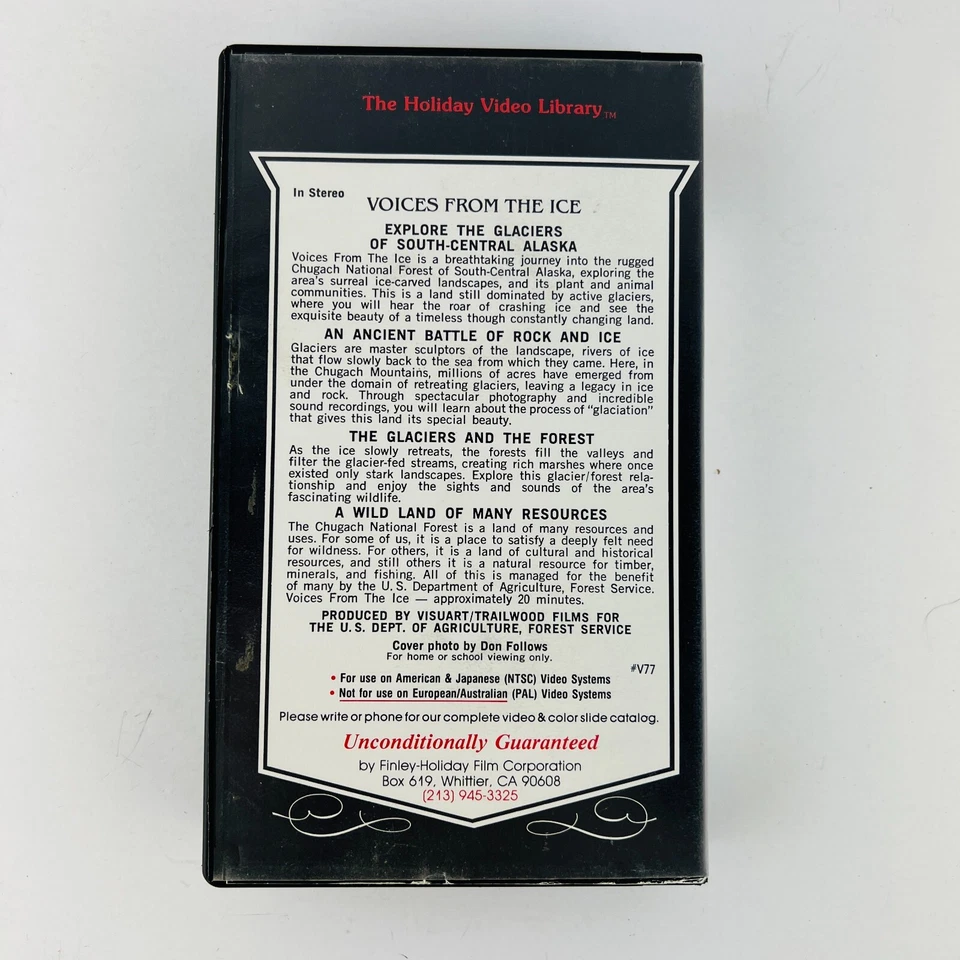 The Holiday Video Library™
In Stereo
VOICES FROM THE ICE
EXPLORE THE GLACIERS
OF SOUTH-CENTRAL ALASKA
Voices From The Ice is a breathtaking journey into the rugged
Chugach National Forest of South-Central Alaska, exploring the
area's surreal ice-carved landscapes, and its plant and animal
communities. This is a land still dominated by active glaciers,
where you will hear the roar of crashing ice and see the
exquisite beauty of a timeless though constantly changing land.
AN ANCIENT BATTLE OF ROCK AND ICE
Glaciers are master sculptors of the landscape, rivers of ice
that flow slowly back to the sea from which they came. Here, in
the Chugach Mountains, millions of acres have emerged from
under the domain of retreating glaciers, leaving a legacy in ice
and rock. Through spectacular photography and incredible
sound recordings, you will learn about the process of "glaciation"
that gives this land its special beauty.
THE GLACIERS AND THE FOREST
As the ice slowly retreats, the forests fill the valleys and
filter the glacier-fed streams, creating rich marshes where once
existed only stark landscapes. Explore this glacier/forest rela-
tionship and enjoy the sights and sounds of the area's
fascinating wildlife.
A WILD LAND OF MANY RESOURCES
The Chugach National Forest is a land of many resources and
uses. For some of us, it is a place to satisfy a deeply felt need
for wildness. For others, it is a land of cultural and historical
resources, and still others it is a natural resource for timber,
minerals, and fishing. All of this is managed for the benefit
of many by the U.S. Department of Agriculture, Forest Service.
Voices From The Ice — approximately 20 minutes.
PRODUCED BY VISUART/TRAILWOOD FILMS FOR
THE U.S. DEPT. OF AGRICULTURE, FOREST SERVICE
Cover photo by Don Follows
For home or school viewing only.
#V77
• For use on American & Japanese (NTSC) Video Systems
• Not for use on European/Australian (PAL) Video Systems
Please write or phone for our complete video & color slide catalog.
Unconditionally Guaranteed
by Finley-Holiday Film Corporation
Box 619, Whittier, CA 90608
(213) 945-3325